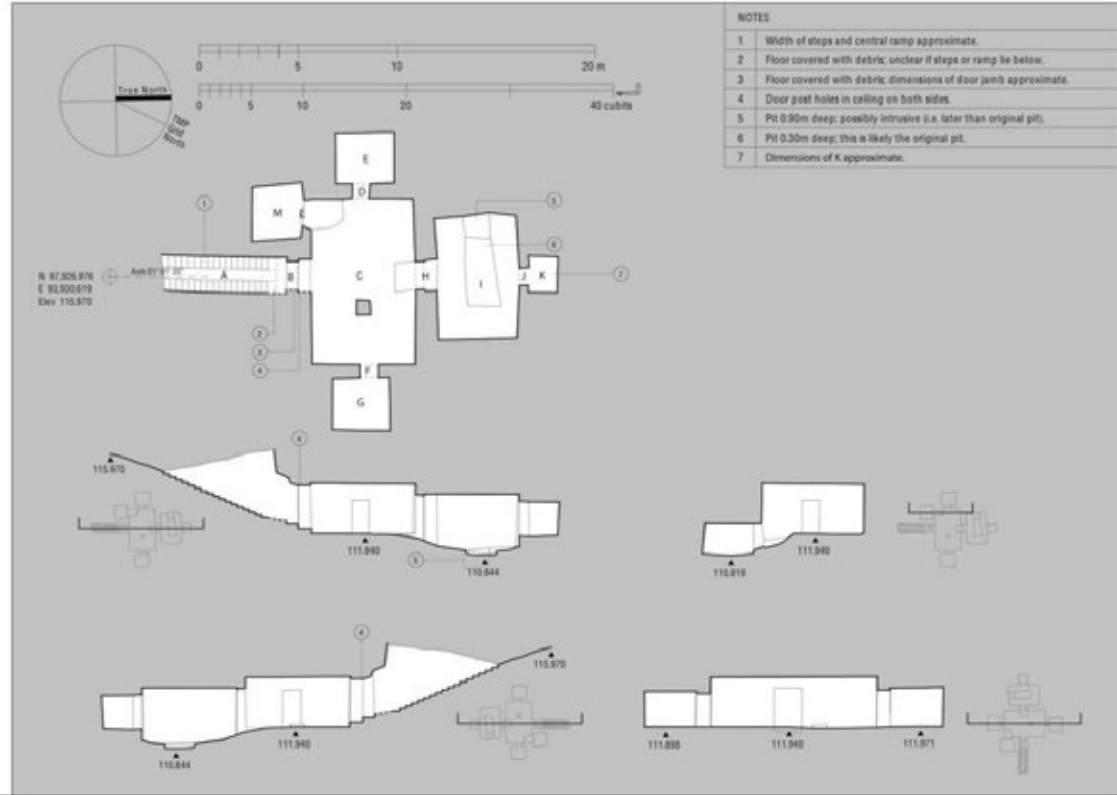 NOTES
1 Width of steps and central ramp approximate.
2 Floor covered with debris; unclear if steps or ramp lie below.
3 Floor covered with debris; dimensions of door jamb approximate.
4 Door post holes in ceiling on both sides.
5 Pit 0.90m deep; possibly intrusive (i.e. later than original pit).
6 Pit 0.30m deep; this is likely the original pit.
7 Dimensions of K approximate.
0 5 10 20 m
0 5 10 20 40 cubits
True North
TMP
Grid
North
E
D
M L
1
5
6
N 97,926.976
E 93,930.619
Elev 115.970
A B C H I J K
7
2
3
4
F
G
4
115.970
111.940
5
110.844
111.940
110.819
4
115.970
111.940
110.844
111.898 111.940 111.971